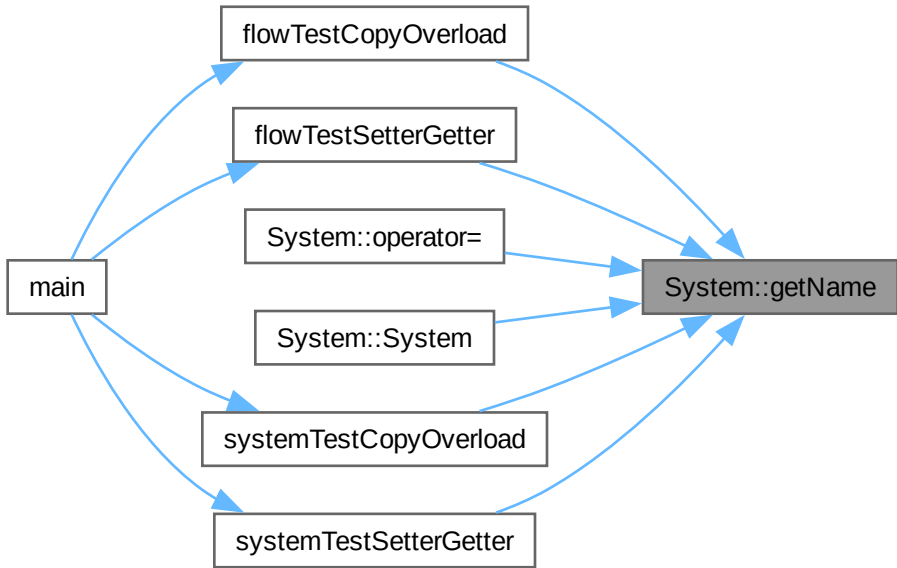 flowTestCopyOverload
flowTestSetterGetter
System::operator=
main
System::getName
System::System
systemTestCopyOverload
systemTestSetterGetter